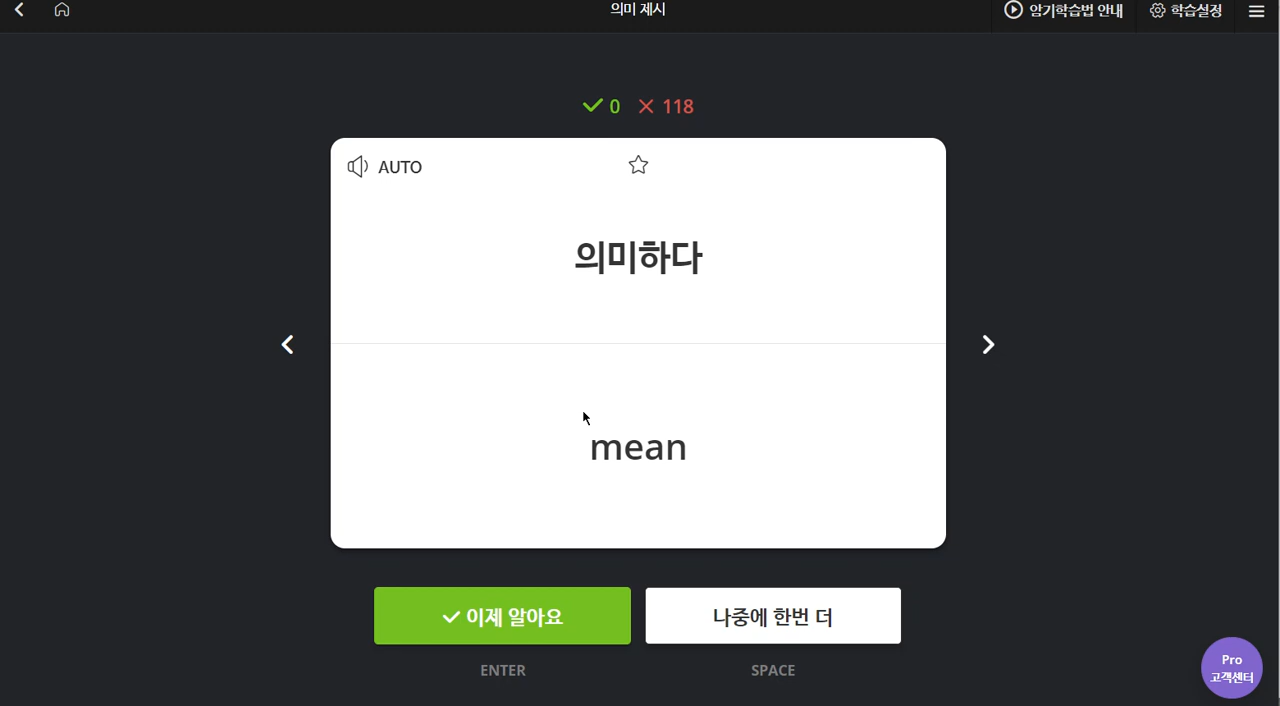 의미 제시
암기학습법 안내
학습설정
0 118
AUTO
의미하다
mean
이제 알아요
나중에 한번 더
ENTER
SPACE
Pro
고객센터